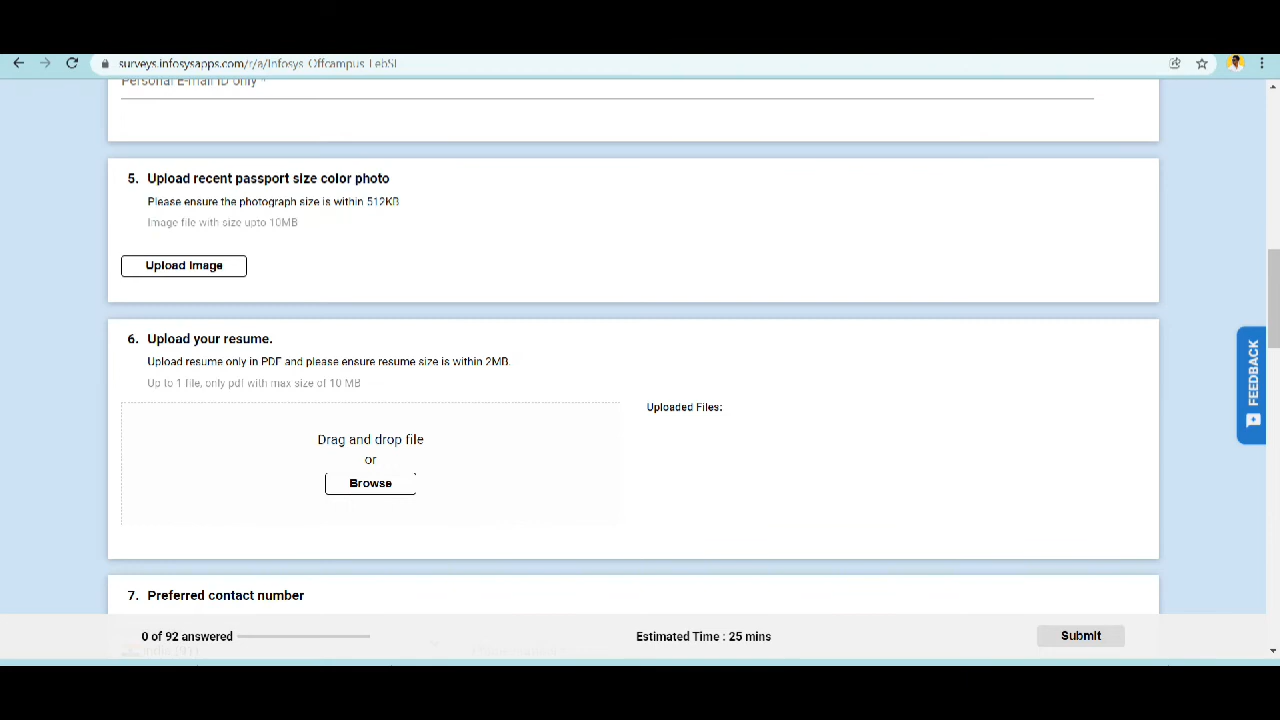 surveys.infosysapps.com/r/a/Infosys_Offcampus_FebSI
Personal E-mail ID only *
5. Upload recent passport size color photo
Please ensure the photograph size is within 512KB
Image file with size upto 10MB
Upload Image
6. Upload your resume.
Upload resume only in PDF and please ensure resume size is within 2MB.
Up to 1 file, only pdf with max size of 10 MB
Drag and drop file
or
Browse
Uploaded Files:
FEEDBACK
7. Preferred contact number
0 of 92 answered
Estimated Time : 25 mins
Submit